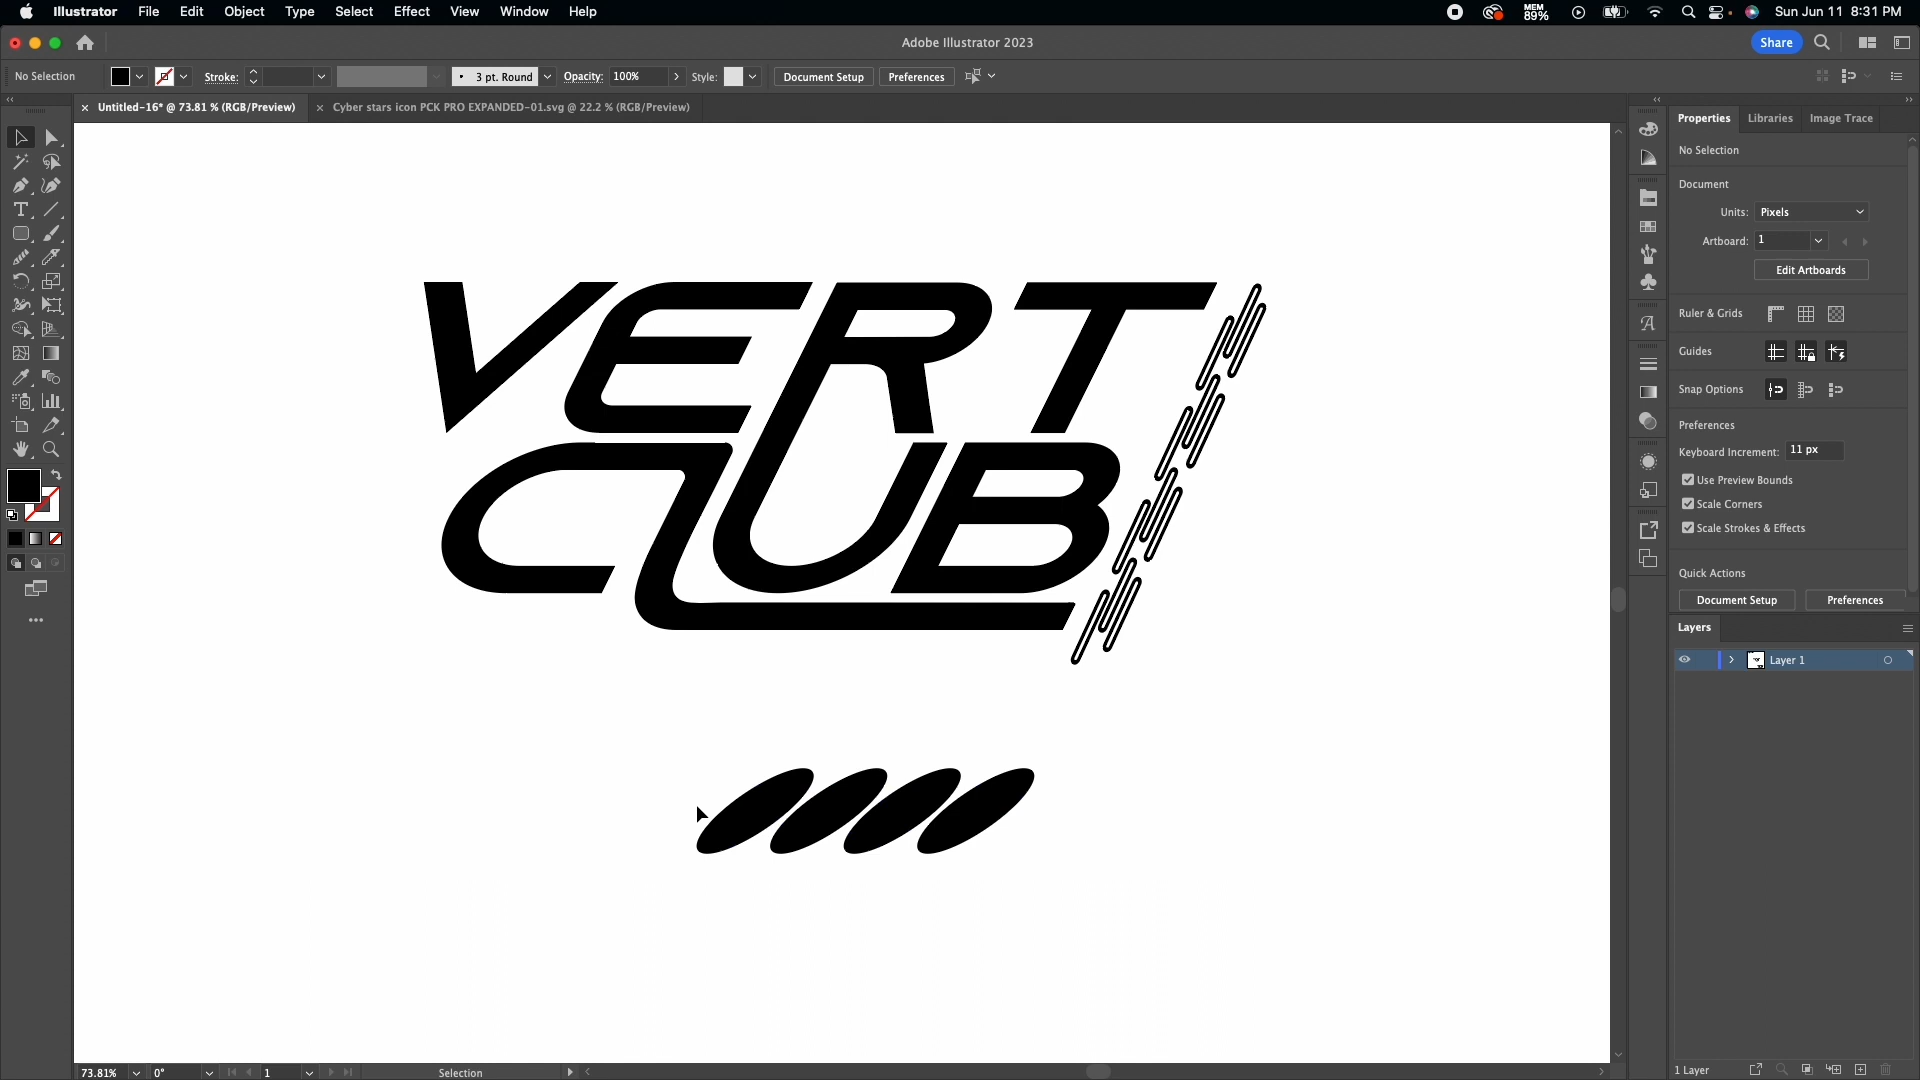 Illustrator File Edit Object Type Select Effect View Window Help MEM 89% Sun Jun 11 8:31 PM
Adobe Illustrator 2023 Share
No Selection Stroke: 3 pt. Round Opacity: 100% Style: Document Setup Preferences
× Untitled-16* @ 73.81 % (RGB/Preview) × Cyber stars icon PCK PRO EXPANDED-01.svg @ 22.2 % (RGB/Preview)
VERT
CLUB
Properties Libraries Image Trace
No Selection
Document
Units: Pixels
Artboard: 1
Edit Artboards
Ruler & Grids
Guides
Snap Options
Preferences
Keyboard Increment: 11 px
Use Preview Bounds
Scale Corners
Scale Strokes & Effects
Quick Actions
Document Setup Preferences
Layers
Layer 1
1 Layer
73.81% 0° 1 Selection